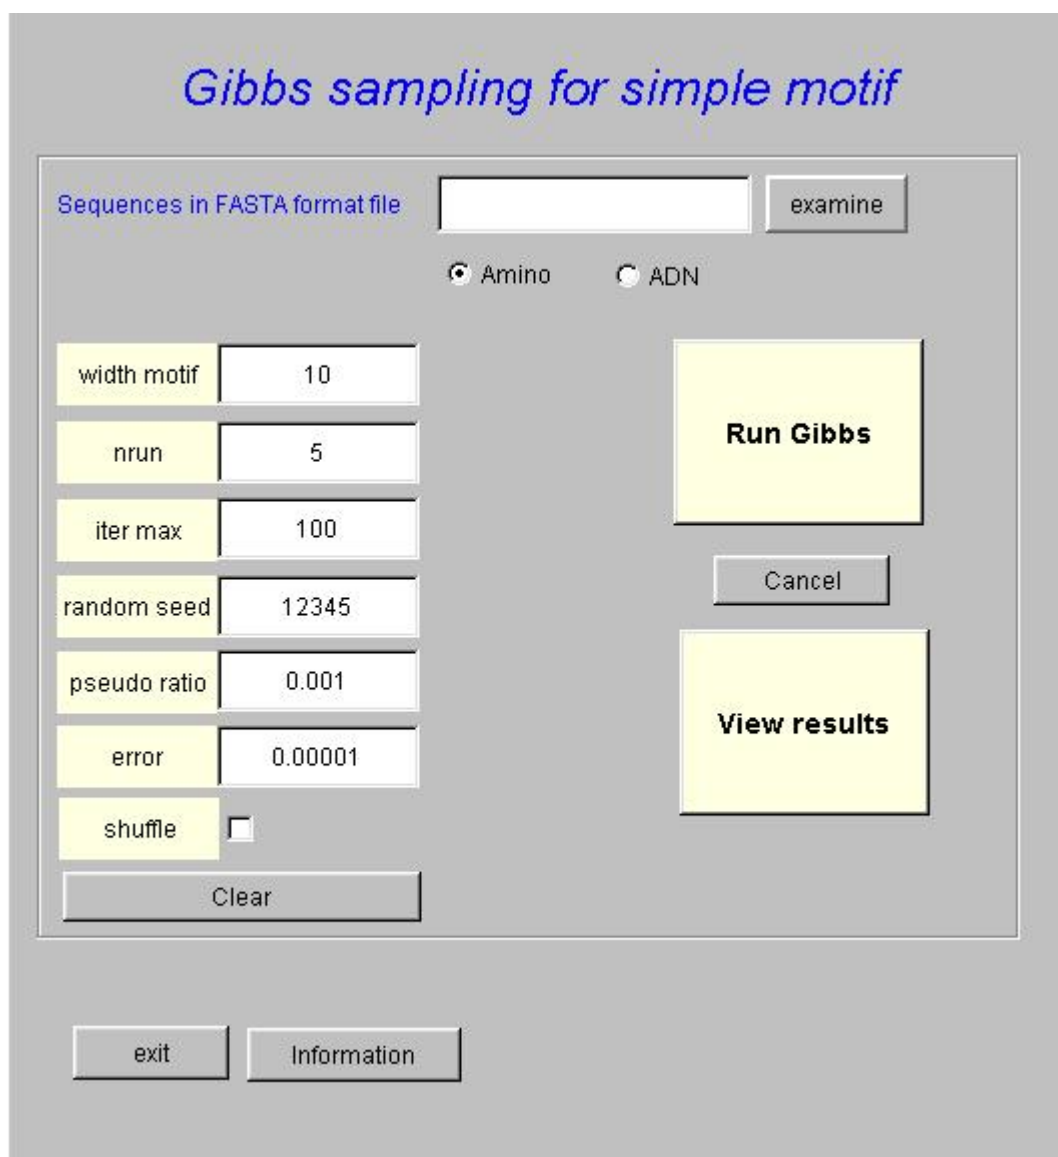 Gibbs sampling for simple motif
Sequences in FASTA format file
examine
Amino ADN
width motif 10
nrun 5
iter max 100
random seed 12345
pseudo ratio 0.001
error 0.00001
shuffle
Clear
Run Gibbs
Cancel
View results
exit Information